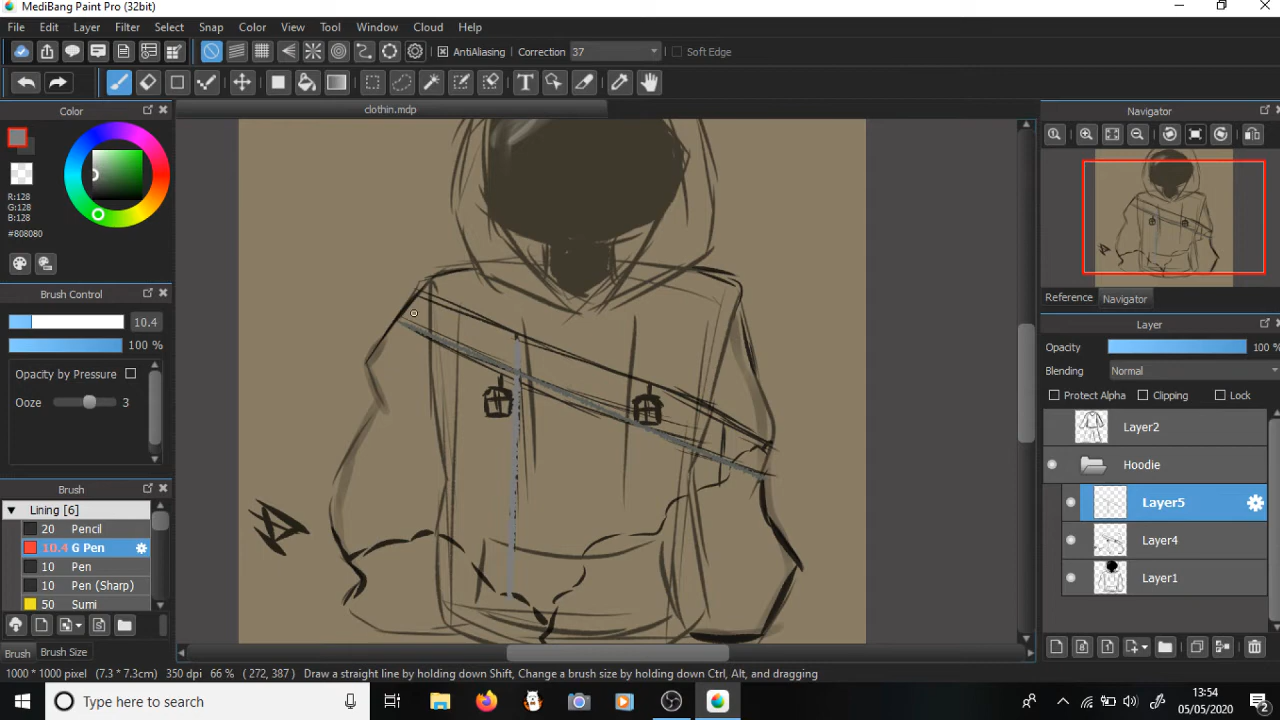 MediBang Paint Pro (32bit)
File Edit Layer Filter Select Snap Color View Tool Window Cloud Help
AntiAliasing Correction 37 Soft Edge
T
Color
clothin.mdp
Navigator
R:128
G:128
B:128
#808080
Brush Control
10.4
100 %
Opacity by Pressure
Ooze 3
Brush
Lining [6]
20 Pencil
10.4 G Pen
10 Pen
10 Pen (Sharp)
50 Sumi
Brush Brush Size
Reference Navigator
Layer
Opacity 100 %
Blending Normal
Protect Alpha Clipping Lock
Layer2
Hoodie
Layer5
Layer4
Layer1
1000 * 1000 pixel (7.3 * 7.3cm) 350 dpi 66 % ( 272, 387 ) Draw a straight line by holding down Shift, Change a brush size by holding down Ctrl, Alt, and dragging
Type here to search
13:54
05/05/2020
2